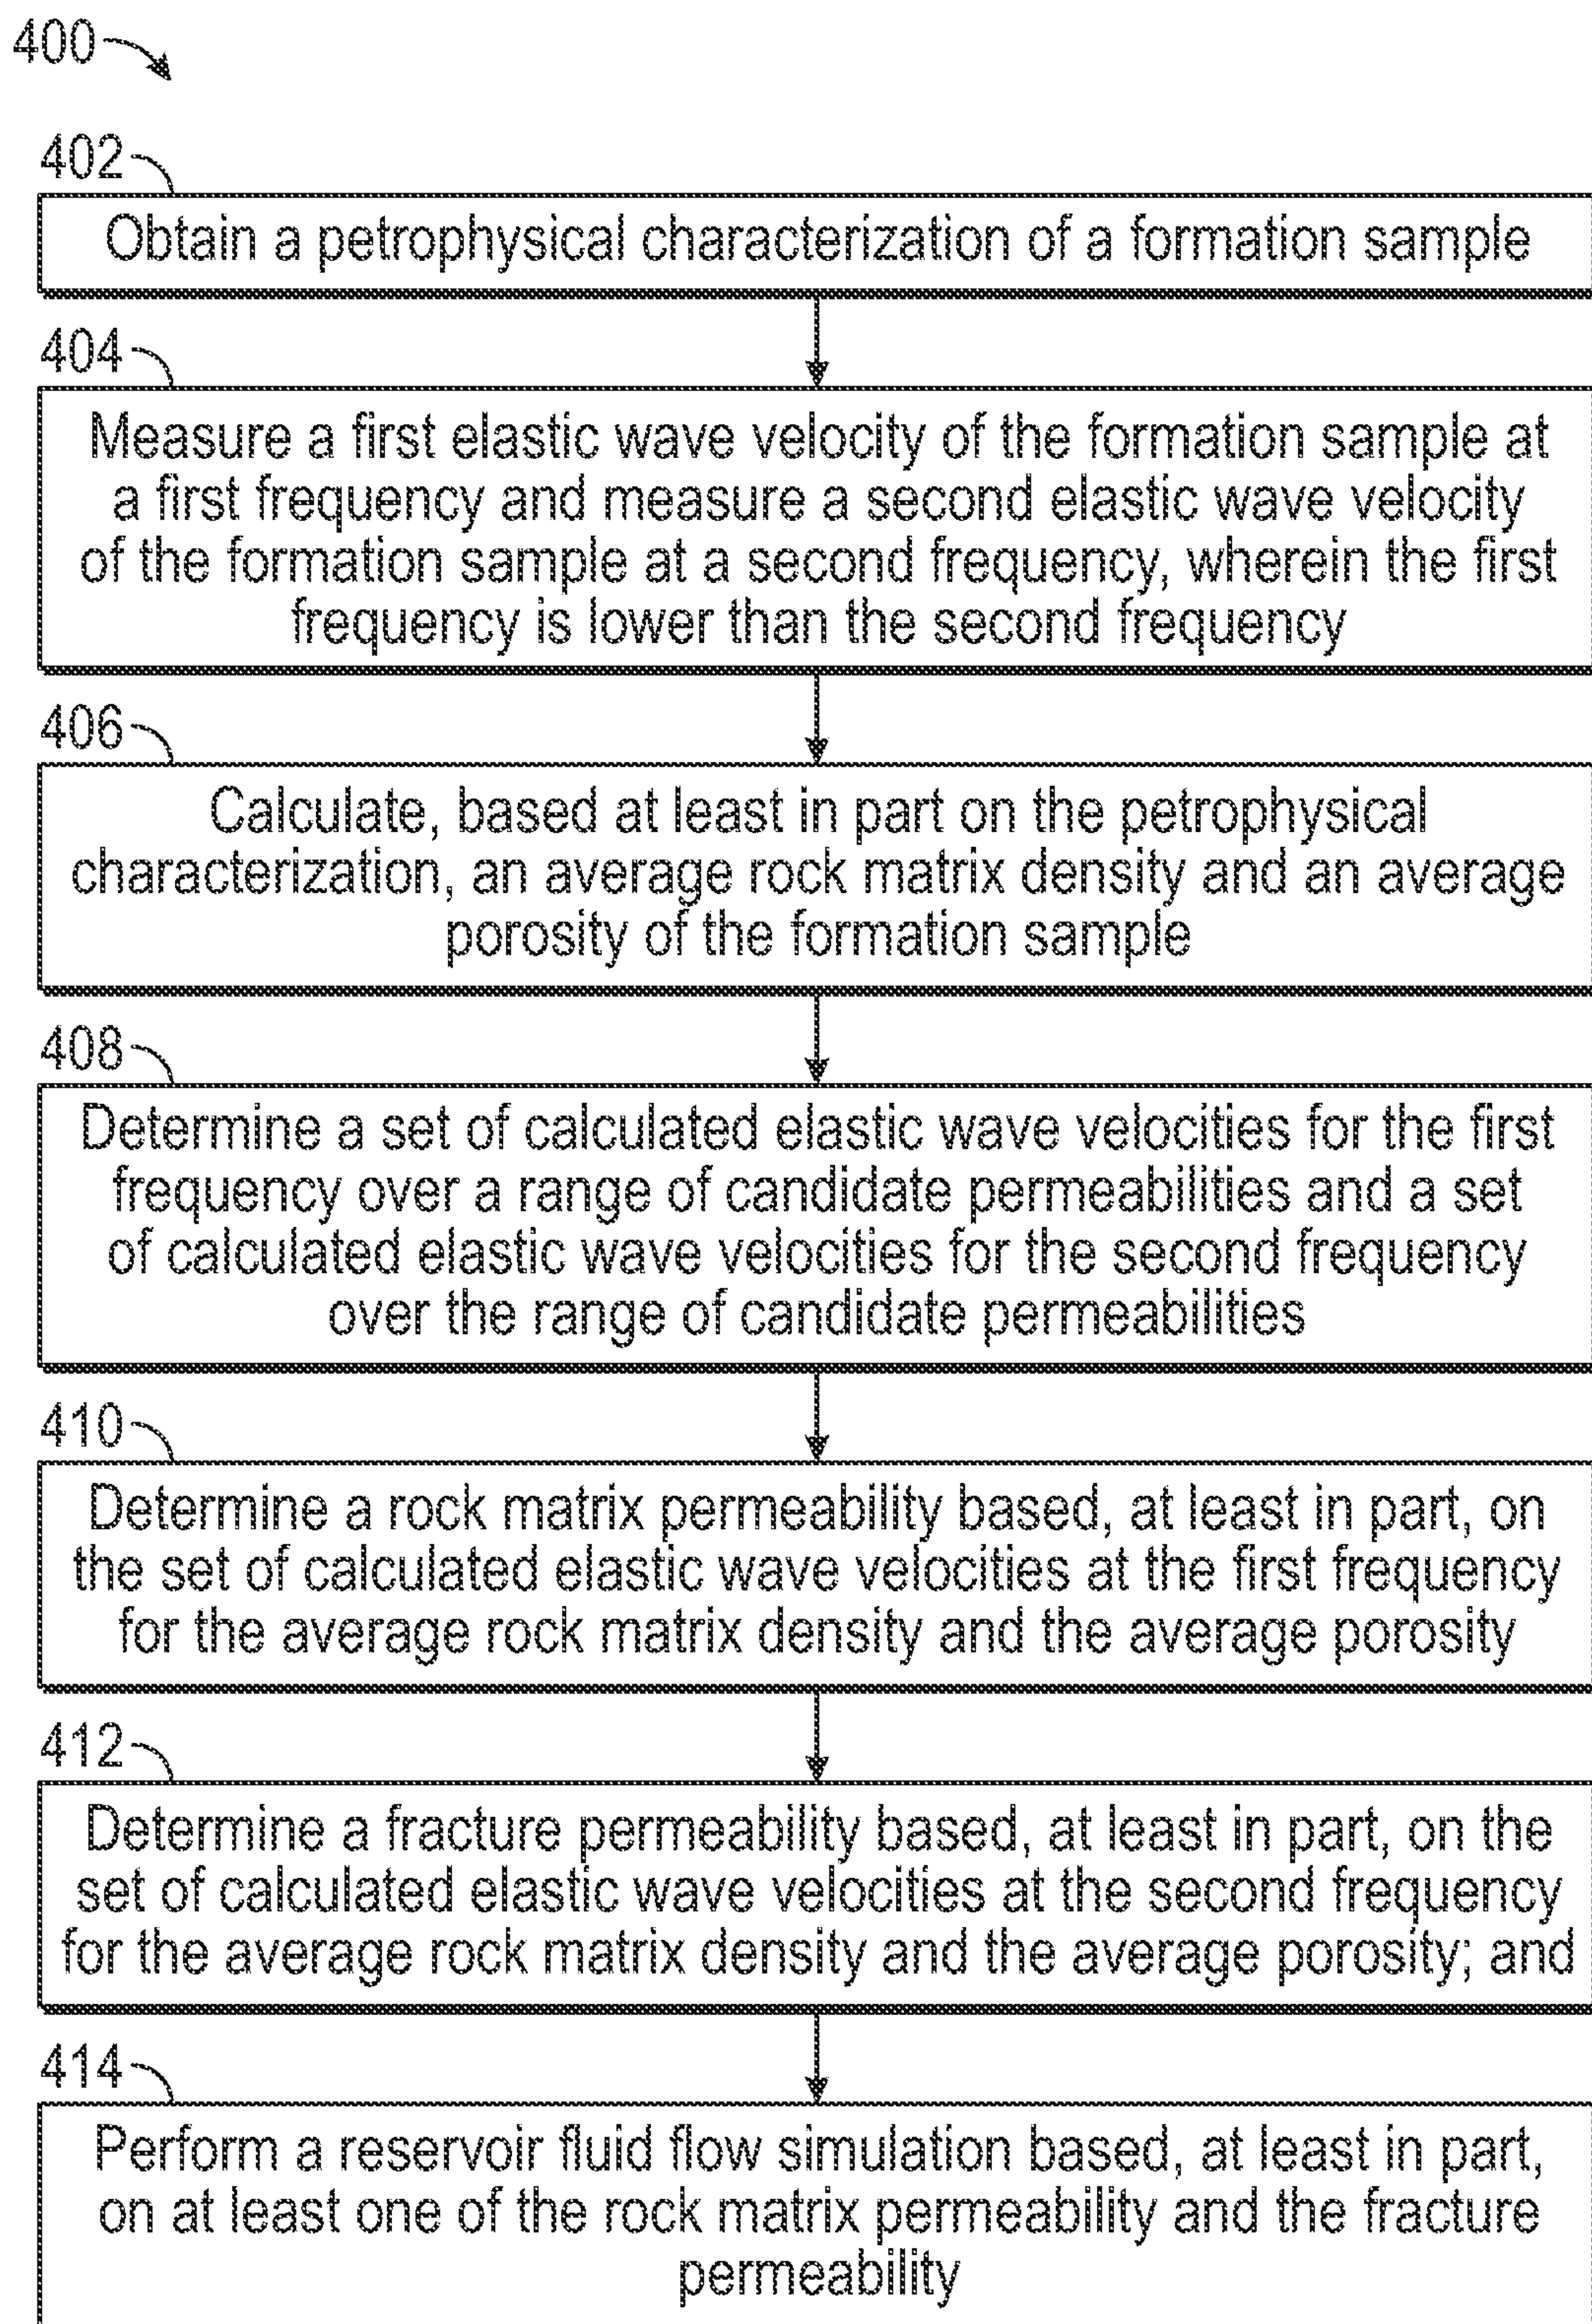 400
402
Obtain a petrophysical characterization of a formation sample
404
Measure a first elastic wave velocity of the formation sample at
a first frequency and measure a second elastic wave velocity
of the formation sample at a second frequency, wherein the first
frequency is lower than the second frequency
406
Calculate, based at least in part on the petrophysical
characterization, an average rock matrix density and an average
porosity of the formation sample
408
Determine a set of calculated elastic wave velocities for the first
frequency over a range of candidate permeabilities and a set
of calculated elastic wave velocities for the second frequency
over the range of candidate permeabilities
410
Determine a rock matrix permeability based, at least in part, on
the set of calculated elastic wave velocities at the first frequency
for the average rock matrix density and the average porosity
412
Determine a fracture permeability based, at least in part, on the
set of calculated elastic wave velocities at the second frequency
for the average rock matrix density and the average porosity; and
414
Perform a reservoir fluid flow simulation based, at least in part,
on at least one of the rock matrix permeability and the fracture
permeability